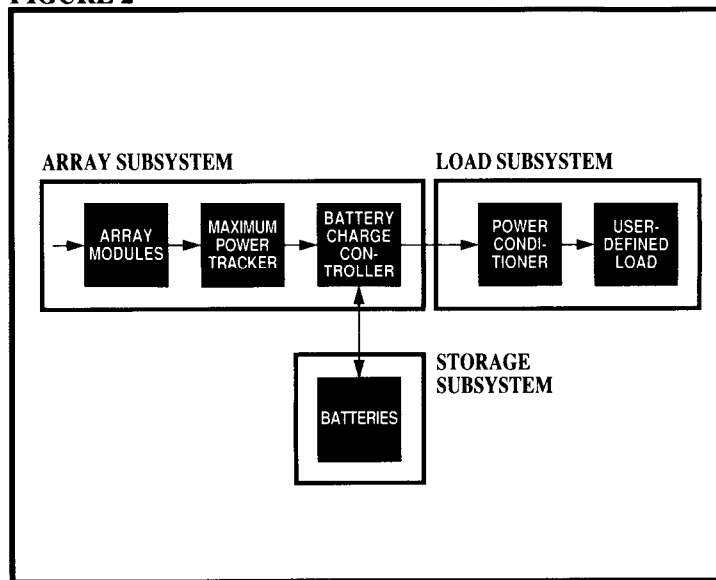 FIGURE 2
ARRAY SUBSYSTEM
LOAD SUBSYSTEM
ARRAY
MODULES
MAXIMUM
POWER
TRACKER
BATTERY
CHARGE
CON-
TROLLER
POWER
CONDI-
TIONER
USER-
DEFINED
LOAD
STORAGE
SUBSYSTEM
BATTERIES